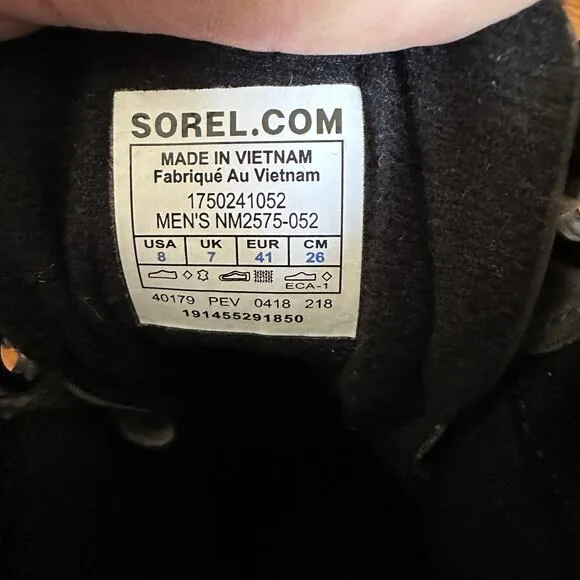 SOREL.COM
MADE IN VIETNAM
Fabriqué Au Vietnam
1750241052
MEN'S NM2575-052
USA UK EUR CM
8 7 41 26
ECA-1
40179 PEV 0418 218
191455291850